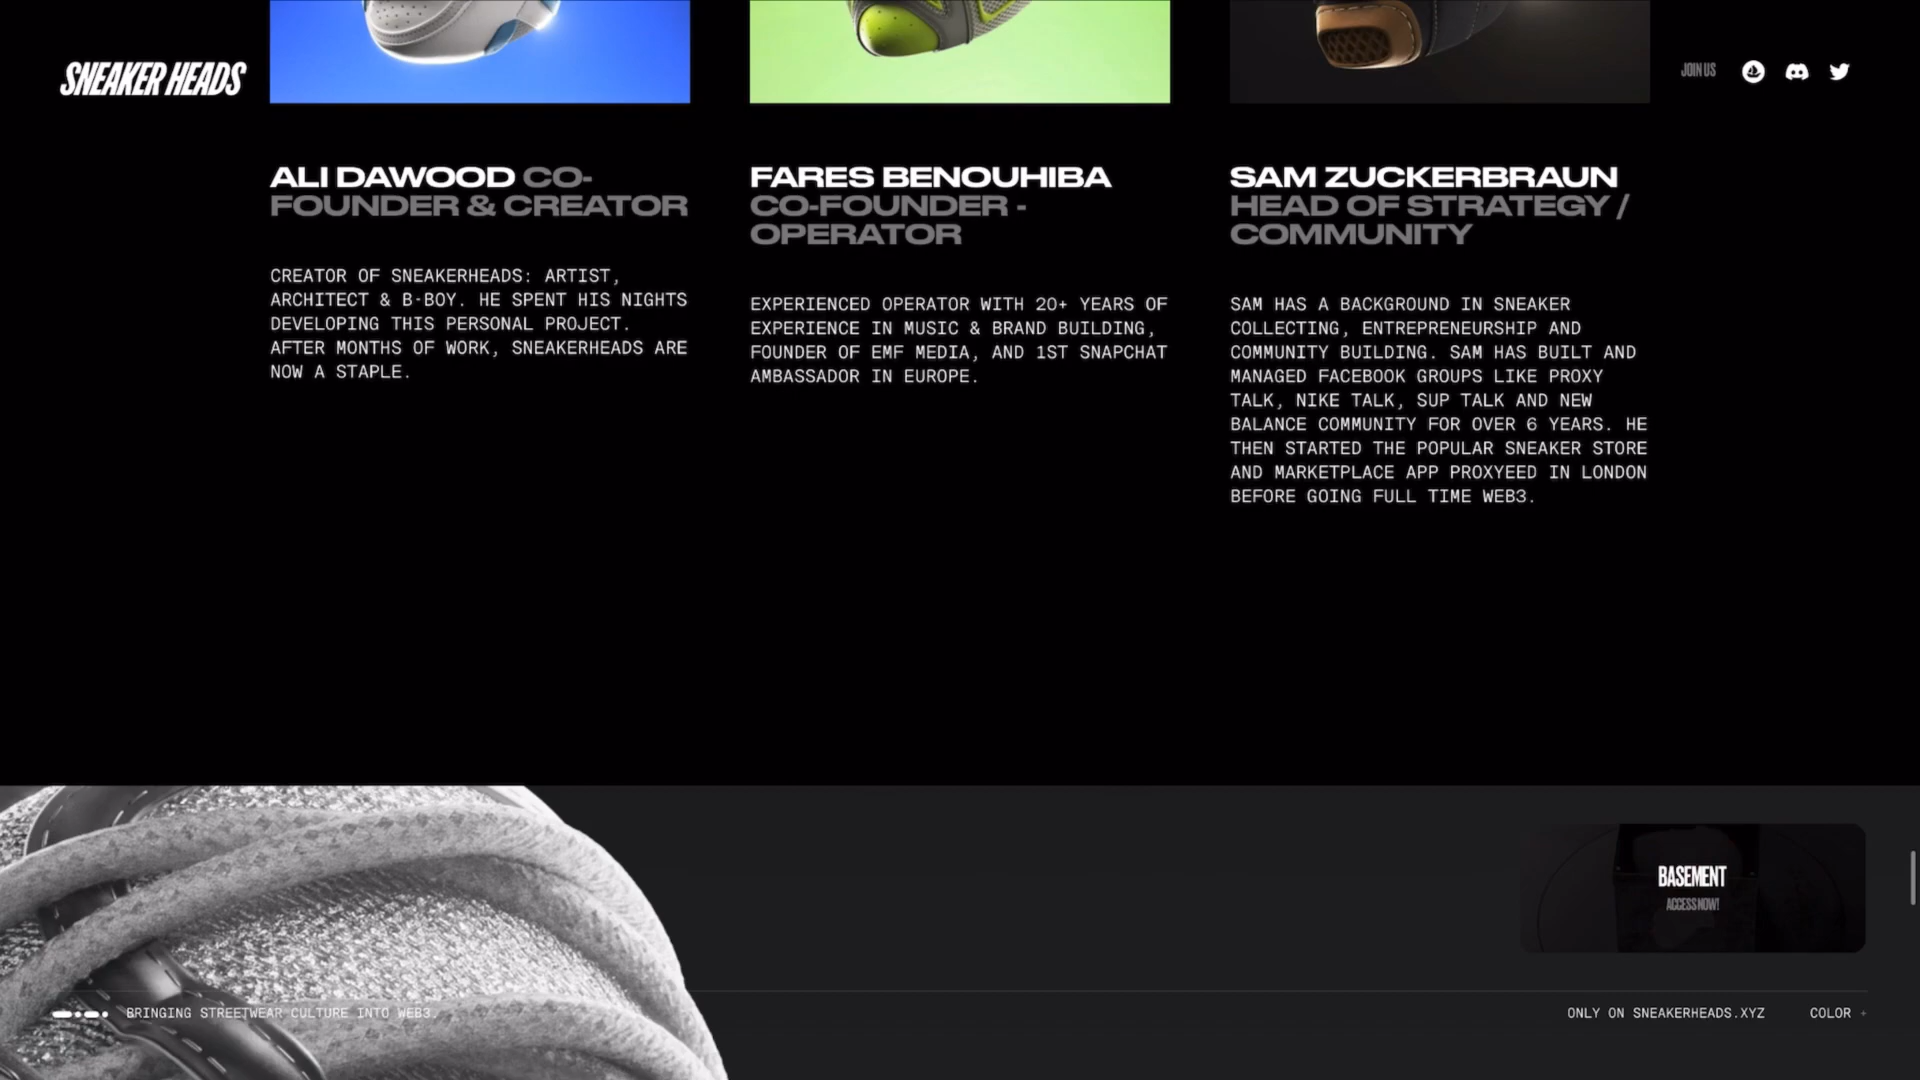 SNEAKER HEADS
JOIN US
ALI DAWOOD CO-
FOUNDER & CREATOR
CREATOR OF SNEAKERHEADS: ARTIST,
ARCHITECT & B-BOY. HE SPENT HIS NIGHTS
DEVELOPING THIS PERSONAL PROJECT.
AFTER MONTHS OF WORK, SNEAKERHEADS ARE
NOW A STAPLE.
FARES BENOUHIBA
CO-FOUNDER -
OPERATOR
EXPERIENCED OPERATOR WITH 20+ YEARS OF
EXPERIENCE IN MUSIC & BRAND BUILDING,
FOUNDER OF EMF MEDIA, AND 1ST SNAPCHAT
AMBASSADOR IN EUROPE.
SAM ZUCKERBRAUN
HEAD OF STRATEGY /
COMMUNITY
SAM HAS A BACKGROUND IN SNEAKER
COLLECTING, ENTREPRENEURSHIP AND
COMMUNITY BUILDING. SAM HAS BUILT AND
MANAGED FACEBOOK GROUPS LIKE PROXY
TALK, NIKE TALK, SUP TALK AND NEW
BALANCE COMMUNITY FOR OVER 6 YEARS. HE
THEN STARTED THE POPULAR SNEAKER STORE
AND MARKETPLACE APP PROXYEED IN LONDON
BEFORE GOING FULL TIME WEB3.
BASEMENT
ACCESS NOW!
BRINGING STREETWEAR CULTURE INTO WEB3.
ONLY ON SNEAKERHEADS.XYZ
COLOR +